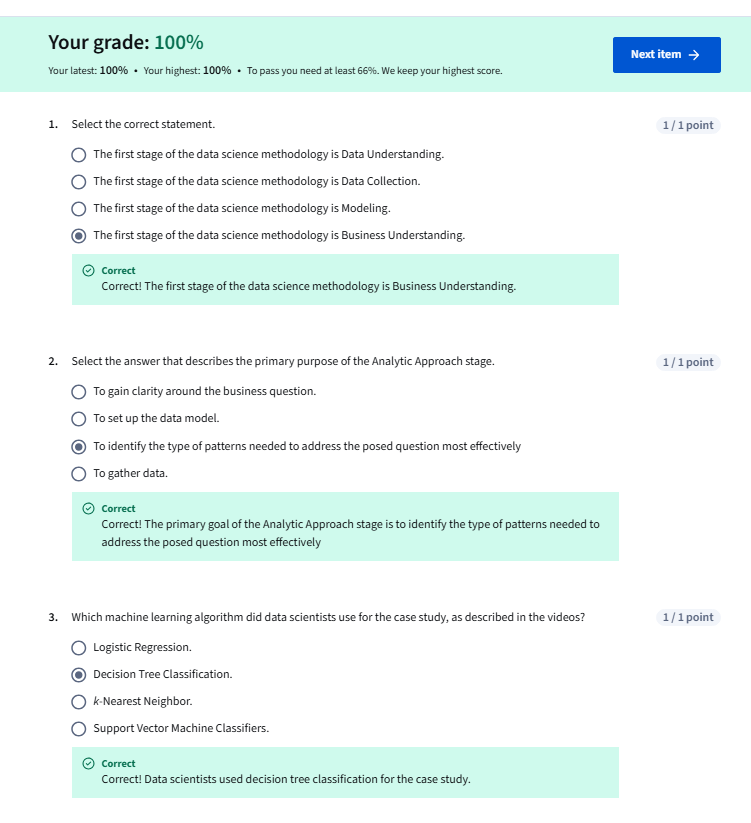 Your grade: 100%
Next item →
Your latest: 100% • Your highest: 100% • To pass you need at least 66%. We keep your highest score.
1. Select the correct statement. 1 / 1 point
The first stage of the data science methodology is Data Understanding.
The first stage of the data science methodology is Data Collection.
The first stage of the data science methodology is Modeling.
The first stage of the data science methodology is Business Understanding.
Correct
Correct! The first stage of the data science methodology is Business Understanding.
2. Select the answer that describes the primary purpose of the Analytic Approach stage. 1 / 1 point
To gain clarity around the business question.
To set up the data model.
To identify the type of patterns needed to address the posed question most effectively
To gather data.
Correct
Correct! The primary goal of the Analytic Approach stage is to identify the type of patterns needed to
address the posed question most effectively
3. Which machine learning algorithm did data scientists use for the case study, as described in the videos? 1 / 1 point
Logistic Regression.
Decision Tree Classification.
k-Nearest Neighbor.
Support Vector Machine Classifiers.
Correct
Correct! Data scientists used decision tree classification for the case study.